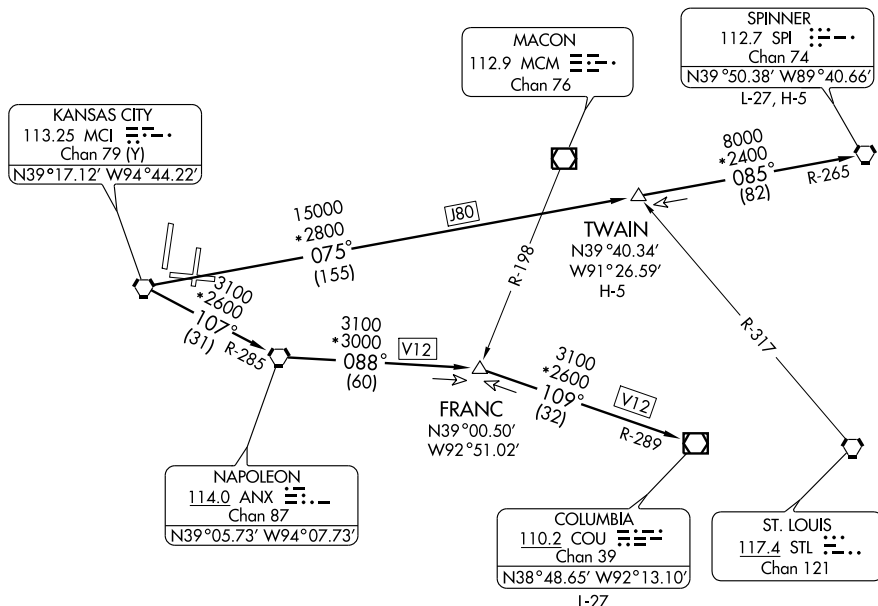 KANSAS CITY
113.25 MCI
Chan 79 (Y)
N39°17.12' W94°44.22'
MACON
112.9 MCM
Chan 76
SPINNER
112.7 SPI
Chan 74
N39°50.38' W89°40.66'
L-27, H-5
15000
*2800
075°
(155)
J80
8000
*2400
085°
(82)
R-265
TWAIN
N39°40.34'
W91°26.59'
H-5
R-198
R-317
3100
*2600
107°
(31)
R-285
3100
*3000
088°
(60)
V12
FRANC
N39°00.50'
W92°51.02'
3100
*2600
109°
(32)
V12
R-289
NAPOLEON
114.0 ANX
Chan 87
N39°05.73' W94°07.73'
COLUMBIA
110.2 COU
Chan 39
N38°48.65' W92°13.10'
L-27
ST. LOUIS
117.4 STL
Chan 121